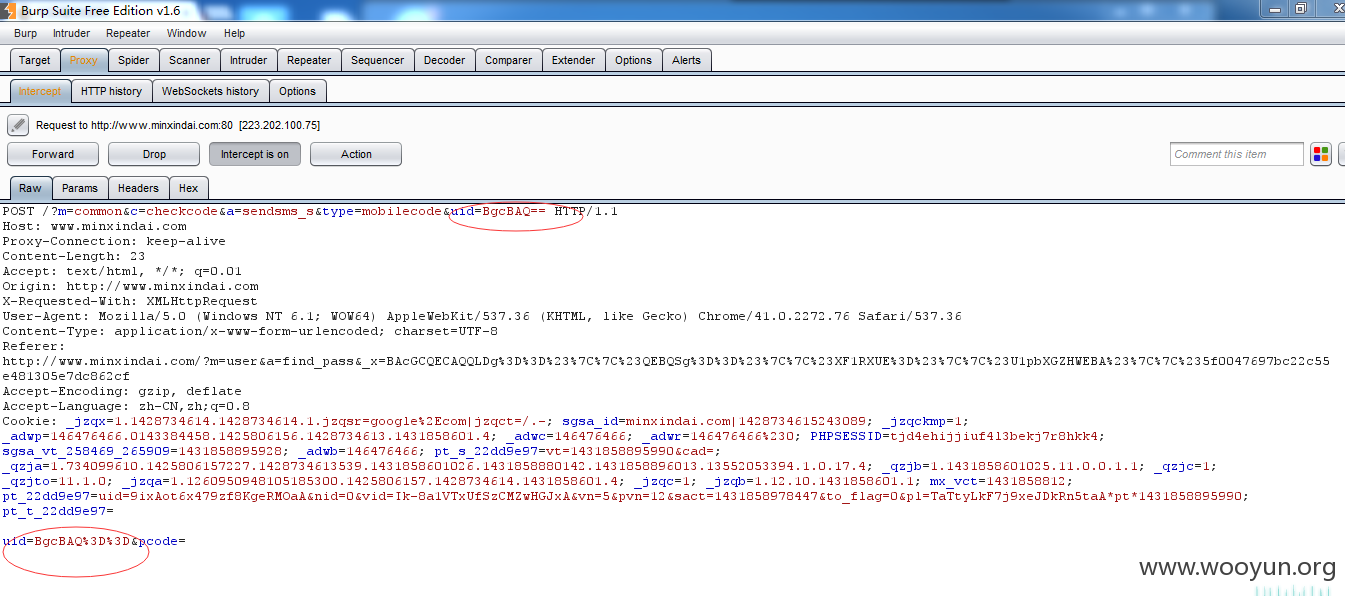 Burp Suite Free Edition v1.6
Burp Intruder Repeater Window Help
Target Proxy Spider Scanner Intruder Repeater Sequencer Decoder Comparer Extender Options Alerts
Intercept HTTP history WebSockets history Options
Request to http://www.minxindai.com:80 [223.202.100.75]
Forward Drop Intercept is on Action Comment this item
Raw Params Headers Hex
POST /?m=common&c=checkcode&a=sendsms_s&type=mobilecode&uid=BgcBAQ== HTTP/1.1
Host: www.minxindai.com
Proxy-Connection: keep-alive
Content-Length: 23
Accept: text/html, */*; q=0.01
Origin: http://www.minxindai.com
X-Requested-With: XMLHttpRequest
User-Agent: Mozilla/5.0 (Windows NT 6.1; WOW64) AppleWebKit/537.36 (KHTML, like Gecko) Chrome/41.0.2272.76 Safari/537.36
Content-Type: application/x-www-form-urlencoded; charset=UTF-8
Referer:
http://www.minxindai.com/?m=user&a=find_pass&_x=BAcGCQECAQQLDg%3D%3D%23%7C%7C%23QEBQSg%3D%3D%23%7C%7C%23XF1RXUE%3D%23%7C%7C%23U1pbXGZHWEBA%23%7C%7C%235f0047697bc22c55
e481305e7dc862cf
Accept-Encoding: gzip, deflate
Accept-Language: zh-CN,zh;q=0.8
Cookie: _jzqx=1.1428734614.1428734614.1.jzqsr=google%2Ecom|jzqct=/.-; sgsa_id=minxindai.com|1428734615243089; _jzqckmp=1;
_adwp=146476466.0143384458.1425806156.1428734613.1431858601.4; _adwc=146476466; _adwr=146476466%230; PHPSESSID=tjd4ehijjiuf413bekj7r8hkk4;
sgsa_vt_258469_265909=1431858895928; _adwb=146476466; pt_s_22dd9e97=vt=1431858895990&cad=;
_qzja=1.734099610.1425806157227.1428734613539.1431858601026.1431858880142.1431858896013.13552053394.1.0.17.4; _qzjb=1.1431858601025.11.0.0.1.1; _qzjc=1;
_qzjto=11.1.0; _jzqa=1.1260950948105185300.1425806157.1428734614.1431858601.4; _jzqc=1; _jzqb=1.12.10.1431858601.1; mx_vct=1431858812;
pt_22dd9e97=uid=9ixAot6x479zf8KgeRMOaA&nid=0&vid=Ik-8a1VTxUfSzCMZwHGJxA&vn=5&pvn=12&sact=1431858978447&to_flag=0&pl=TaTtyLkF7j9xeJDkRn5taA*pt*1431858895990;
pt_t_22dd9e97=
uid=BgcBAQ%3D%3D&pcode=
www.wooyun.org